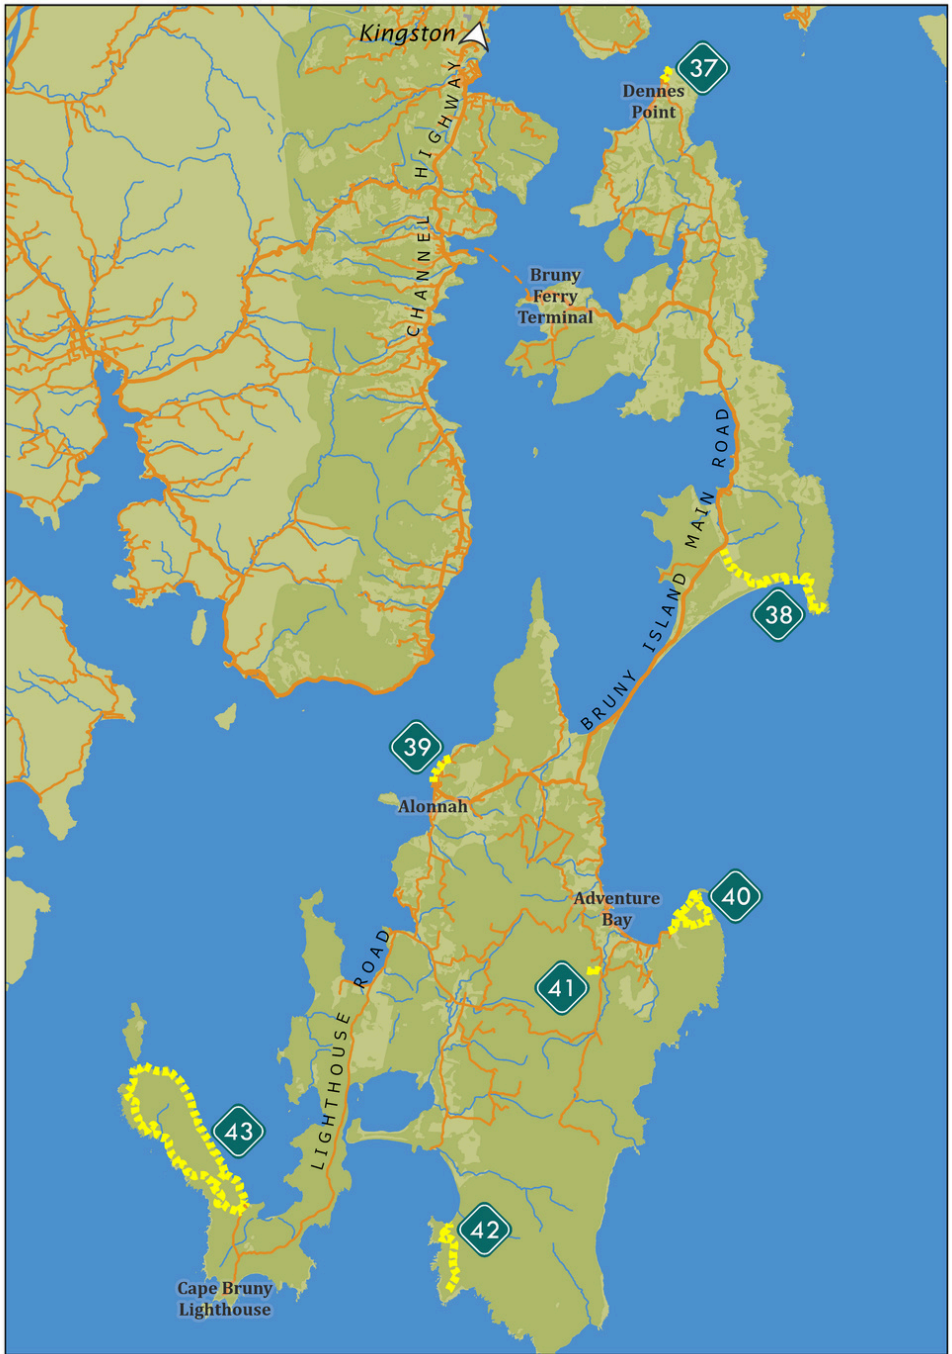 Kingston
37
Dennes
Point
CHANNEL HIGHWAY
Bruny
Ferry
Terminal
BRUNY ISLAND MAIN ROAD
38
39
Alonnah
40
Adventure
Bay
41
LIGHTHOUSE ROAD
43
42
Cape Bruny
Lighthouse